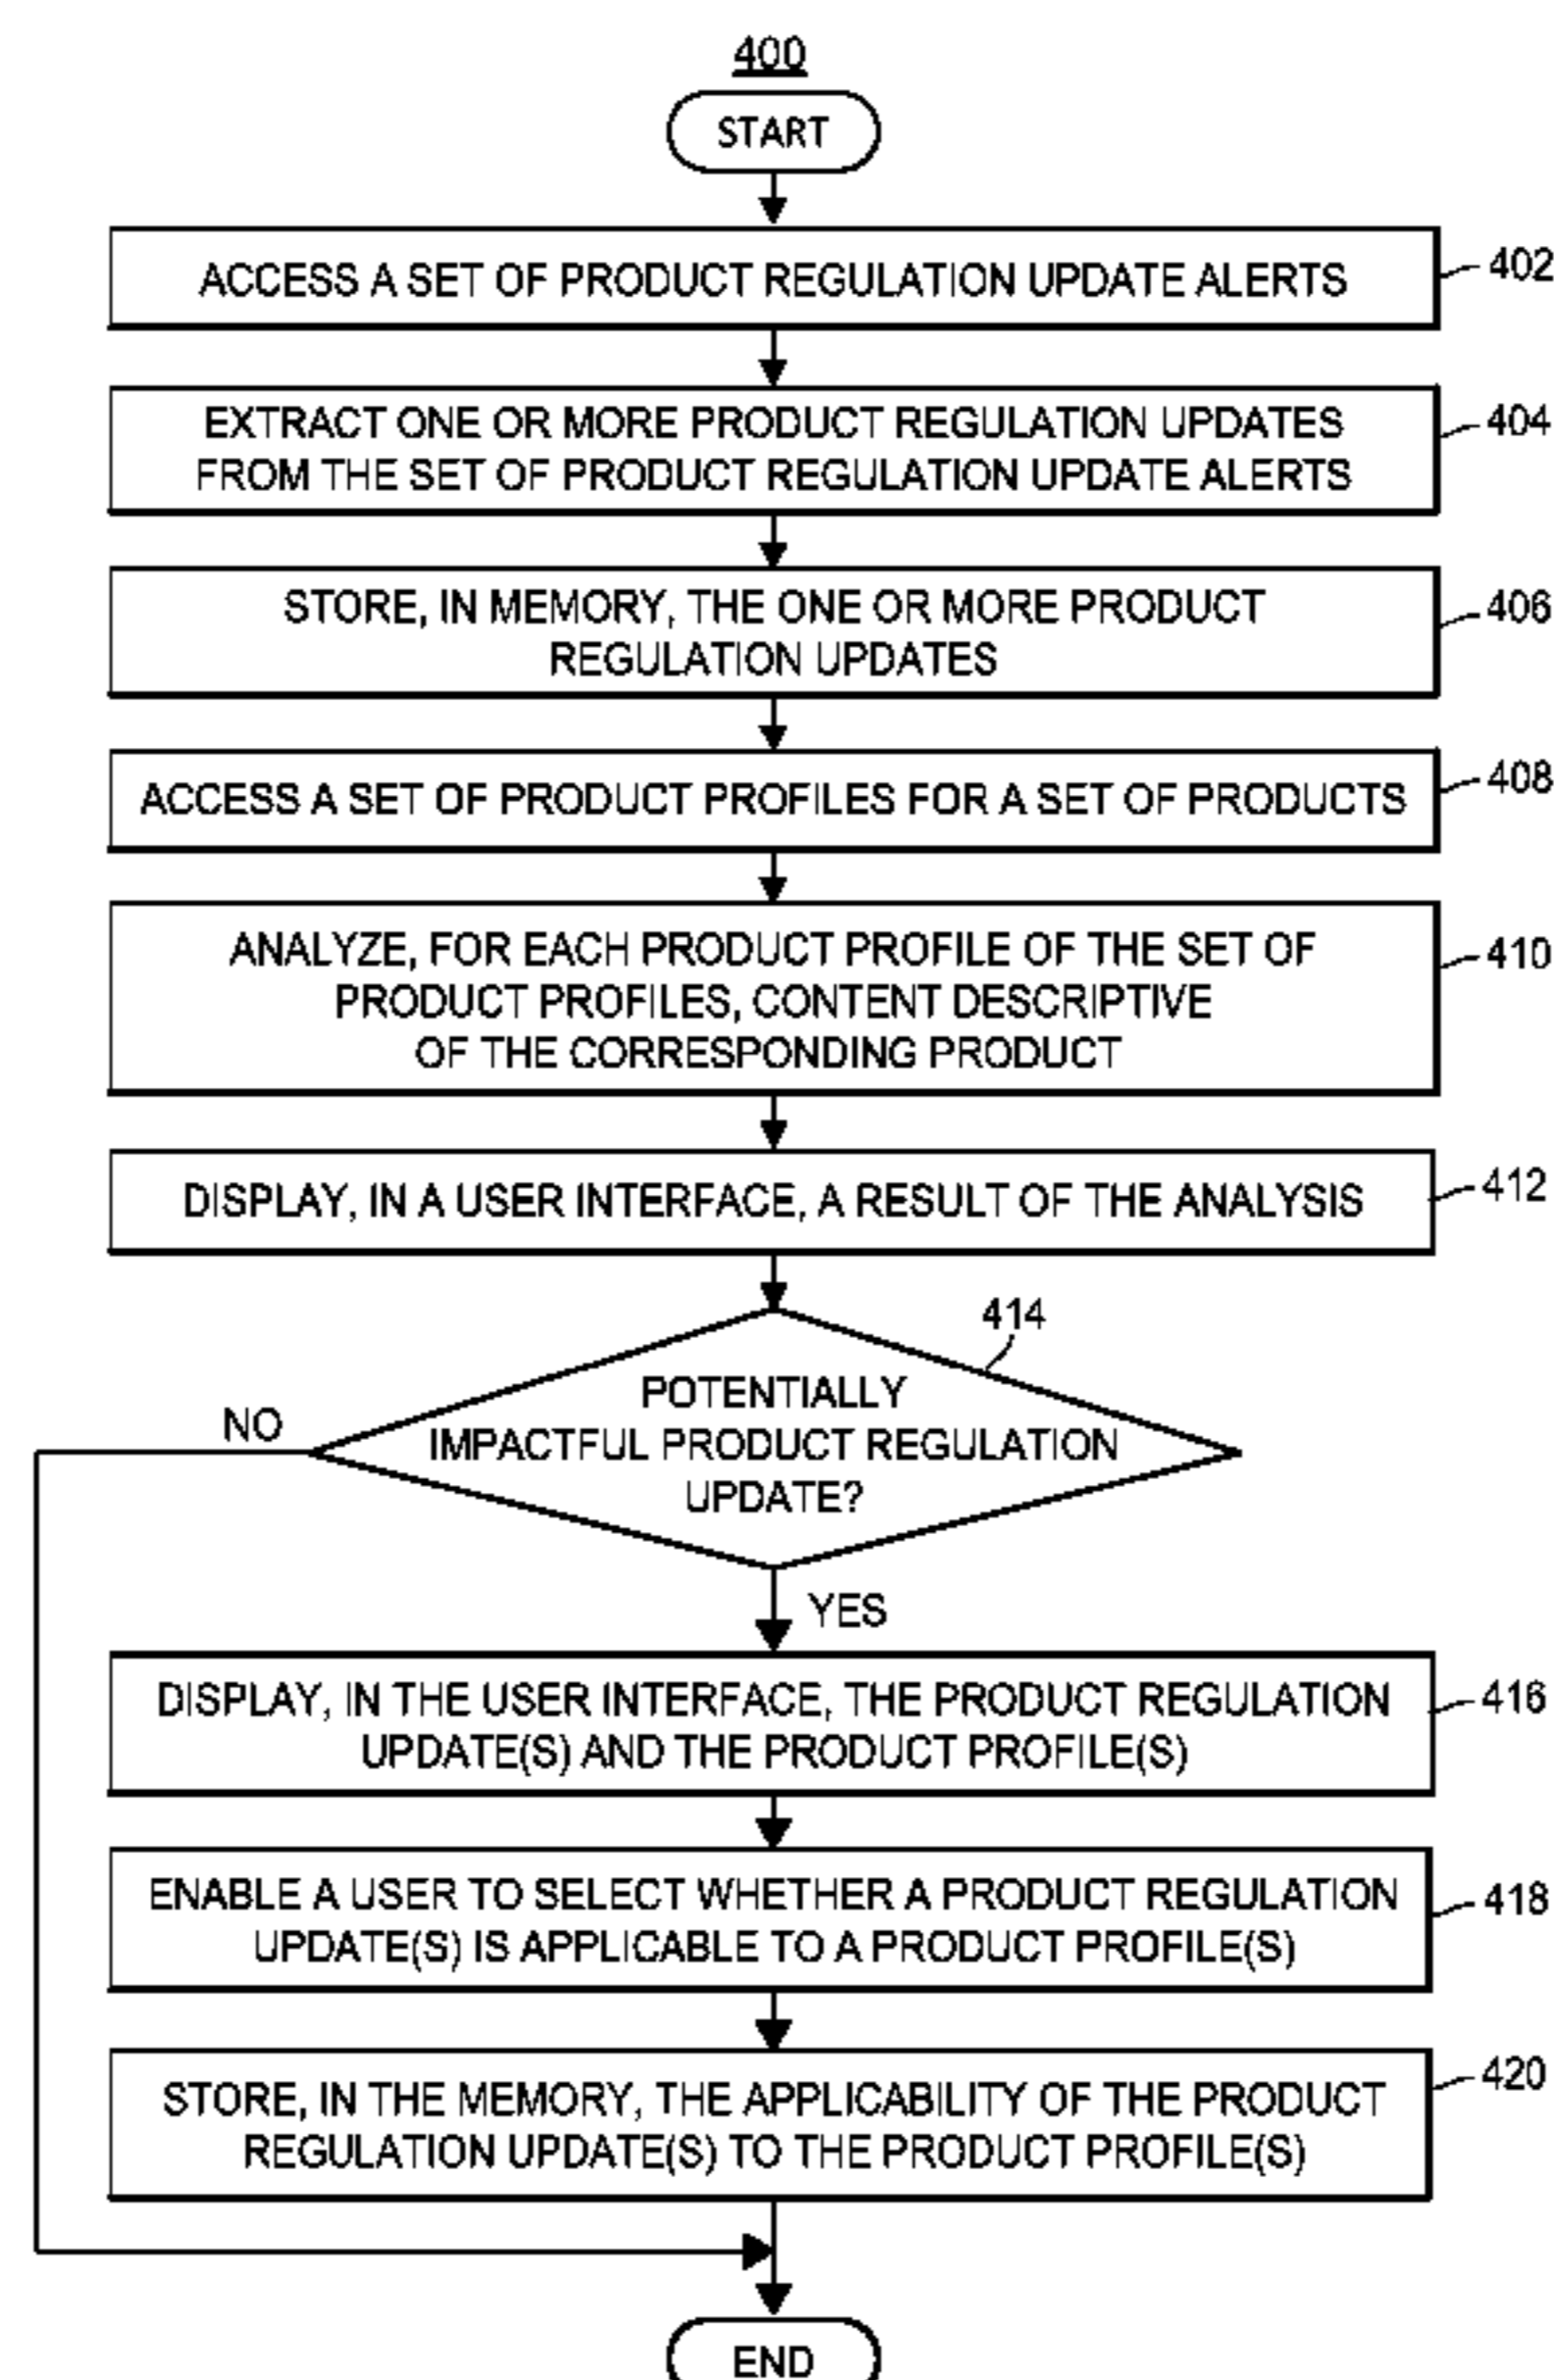 400
START
ACCESS A SET OF PRODUCT REGULATION UPDATE ALERTS
402
EXTRACT ONE OR MORE PRODUCT REGULATION UPDATES
FROM THE SET OF PRODUCT REGULATION UPDATE ALERTS
404
STORE, IN MEMORY, THE ONE OR MORE PRODUCT
REGULATION UPDATES
406
ACCESS A SET OF PRODUCT PROFILES FOR A SET OF PRODUCTS
408
ANALYZE, FOR EACH PRODUCT PROFILE OF THE SET OF
PRODUCT PROFILES, CONTENT DESCRIPTIVE
OF THE CORRESPONDING PRODUCT
410
DISPLAY, IN A USER INTERFACE, A RESULT OF THE ANALYSIS
412
414
POTENTIALLY
IMPACTFUL PRODUCT REGULATION
UPDATE?
NO
YES
DISPLAY, IN THE USER INTERFACE, THE PRODUCT REGULATION
UPDATE(S) AND THE PRODUCT PROFILE(S)
416
ENABLE A USER TO SELECT WHETHER A PRODUCT REGULATION
UPDATE(S) IS APPLICABLE TO A PRODUCT PROFILE(S)
418
STORE, IN THE MEMORY, THE APPLICABILITY OF THE PRODUCT
REGULATION UPDATE(S) TO THE PRODUCT PROFILE(S)
420
END